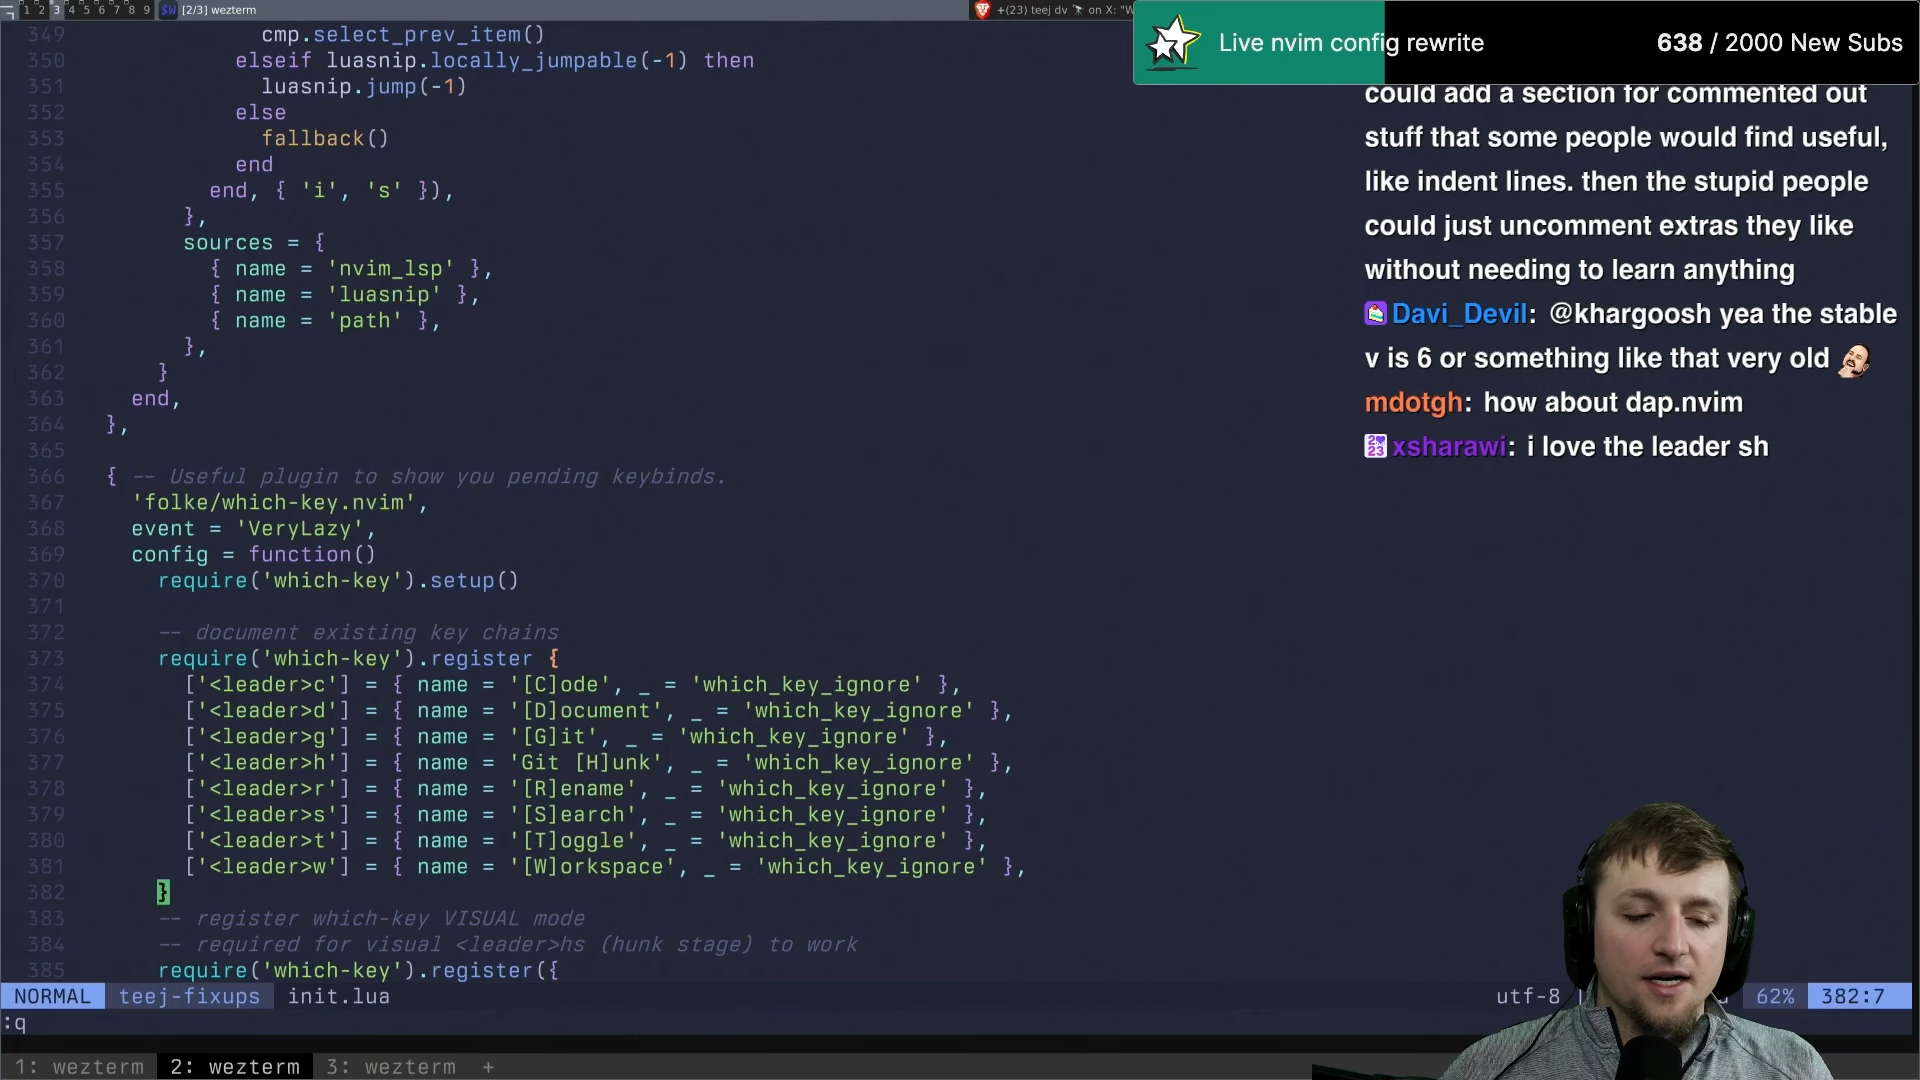 1 2 3 4 5 6 7 8 9 $W [2/3] wezterm
+(23) teej dv on X: "W
Live nvim config rewrite
638 / 2000 New Subs
349 cmp.select_prev_item()
350 elseif luasnip.locally_jumpable(-1) then
351 luasnip.jump(-1)
352 else
353 fallback()
354 end
355 end, { 'i', 's' }),
356 },
357 sources = {
358 { name = 'nvim_lsp' },
359 { name = 'luasnip' },
360 { name = 'path' },
361 },
362 }
363 end,
364 },
365
366 { -- Useful plugin to show you pending keybinds.
367 'folke/which-key.nvim',
368 event = 'VeryLazy',
369 config = function()
370 require('which-key').setup()
371
372 -- document existing key chains
373 require('which-key').register {
374 ['<leader>c'] = { name = '[C]ode', _ = 'which_key_ignore' },
375 ['<leader>d'] = { name = '[D]ocument', _ = 'which_key_ignore' },
376 ['<leader>g'] = { name = '[G]it', _ = 'which_key_ignore' },
377 ['<leader>h'] = { name = 'Git [H]unk', _ = 'which_key_ignore' },
378 ['<leader>r'] = { name = '[R]ename', _ = 'which_key_ignore' },
379 ['<leader>s'] = { name = '[S]earch', _ = 'which_key_ignore' },
380 ['<leader>t'] = { name = '[T]oggle', _ = 'which_key_ignore' },
381 ['<leader>w'] = { name = '[W]orkspace', _ = 'which_key_ignore' },
382 }
383 -- register which-key VISUAL mode
384 -- required for visual <leader>hs (hunk stage) to work
385 require('which-key').register({
could add a section for commented out
stuff that some people would find useful,
like indent lines. then the stupid people
could just uncomment extras they like
without needing to learn anything
Davi_Devil: @khargoosh yea the stable
v is 6 or something like that very old
mdotgh: how about dap.nvim
2 23 xsharawi: i love the leader sh
NORMAL teej-fixups init.lua
utf-8 | 62% 382:7
:q
1: wezterm 2: wezterm 3: wezterm +